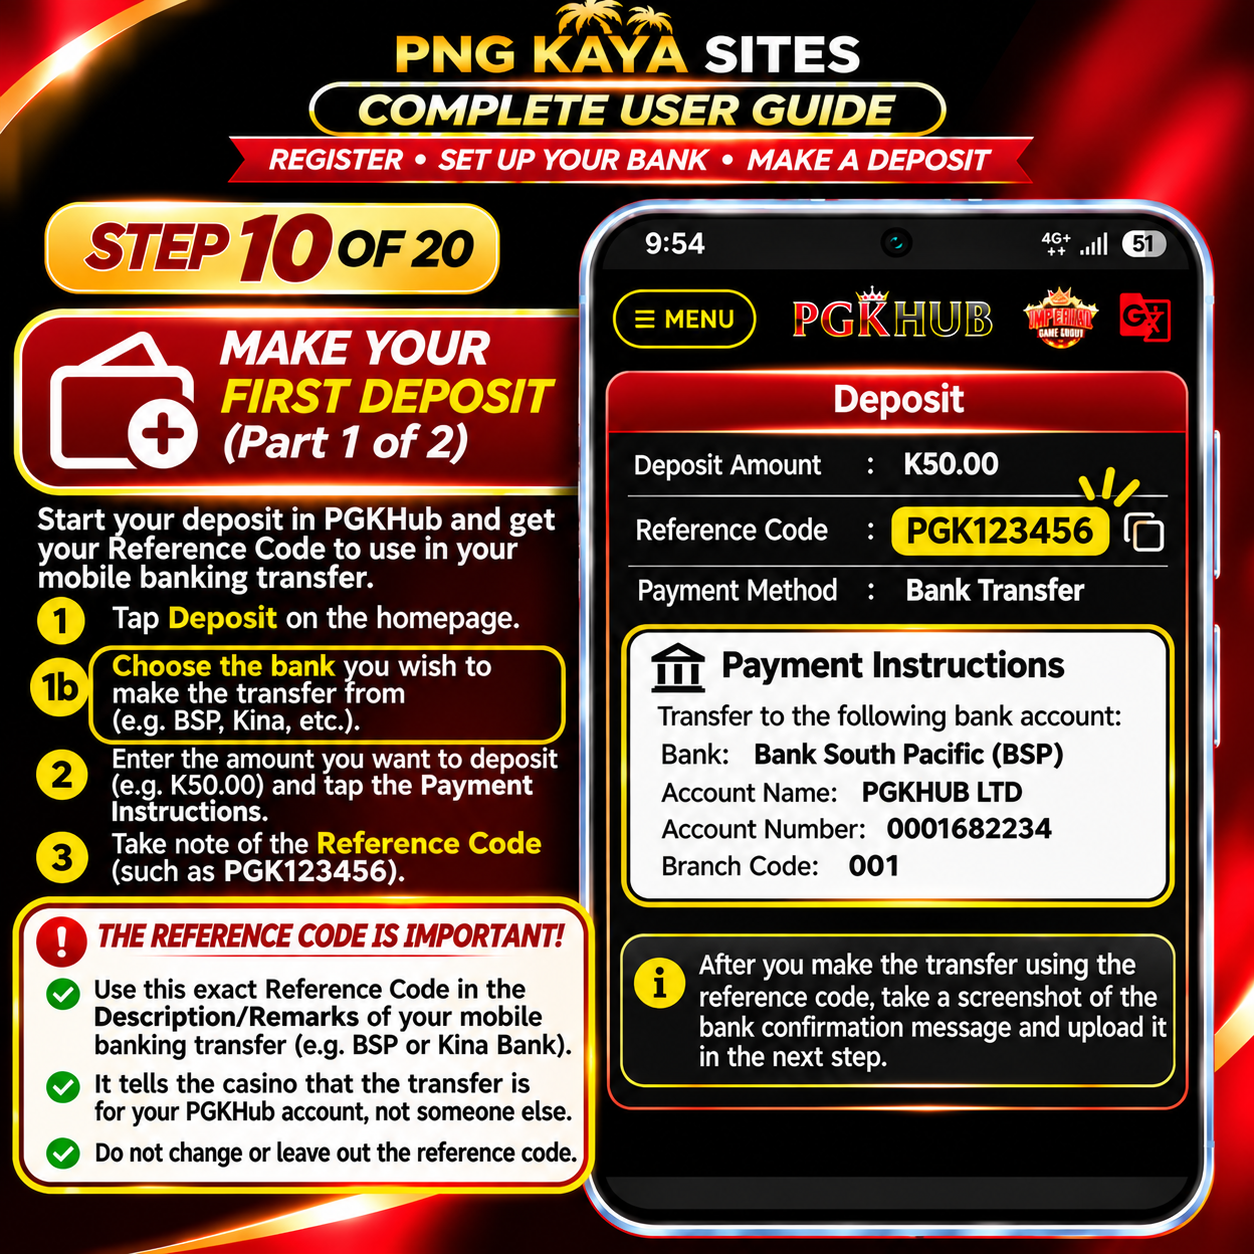 PNG KAYA SITES
COMPLETE USER GUIDE
REGISTER • SET UP YOUR BANK • MAKE A DEPOSIT
STEP 10 OF 20
MAKE YOUR
FIRST DEPOSIT
(Part 1 of 2)
Start your deposit in PGKHub and get
your Reference Code to use in your
mobile banking transfer.
1 Tap Deposit on the homepage.
1b Choose the bank you wish to
make the transfer from
(e.g. BSP, Kina, etc.).
2 Enter the amount you want to deposit
(e.g. K50.00) and tap the Payment
Instructions.
3 Take note of the Reference Code
(such as PGK123456).
! THE REFERENCE CODE IS IMPORTANT!
Use this exact Reference Code in the
Description/Remarks of your mobile
banking transfer (e.g. BSP or Kina Bank).
It tells the casino that the transfer is
for your PGKHub account, not someone else.
Do not change or leave out the reference code.
9:54 4G+ ++ 51
☰ MENU PGKHUB IMPERIAL GX
Deposit
Deposit Amount : K50.00
Reference Code : PGK123456
Payment Method : Bank Transfer
Payment Instructions
Transfer to the following bank account:
Bank: Bank South Pacific (BSP)
Account Name: PGKHUB LTD
Account Number: 0001682234
Branch Code: 001
i After you make the transfer using the
reference code, take a screenshot of the
bank confirmation message and upload it
in the next step.